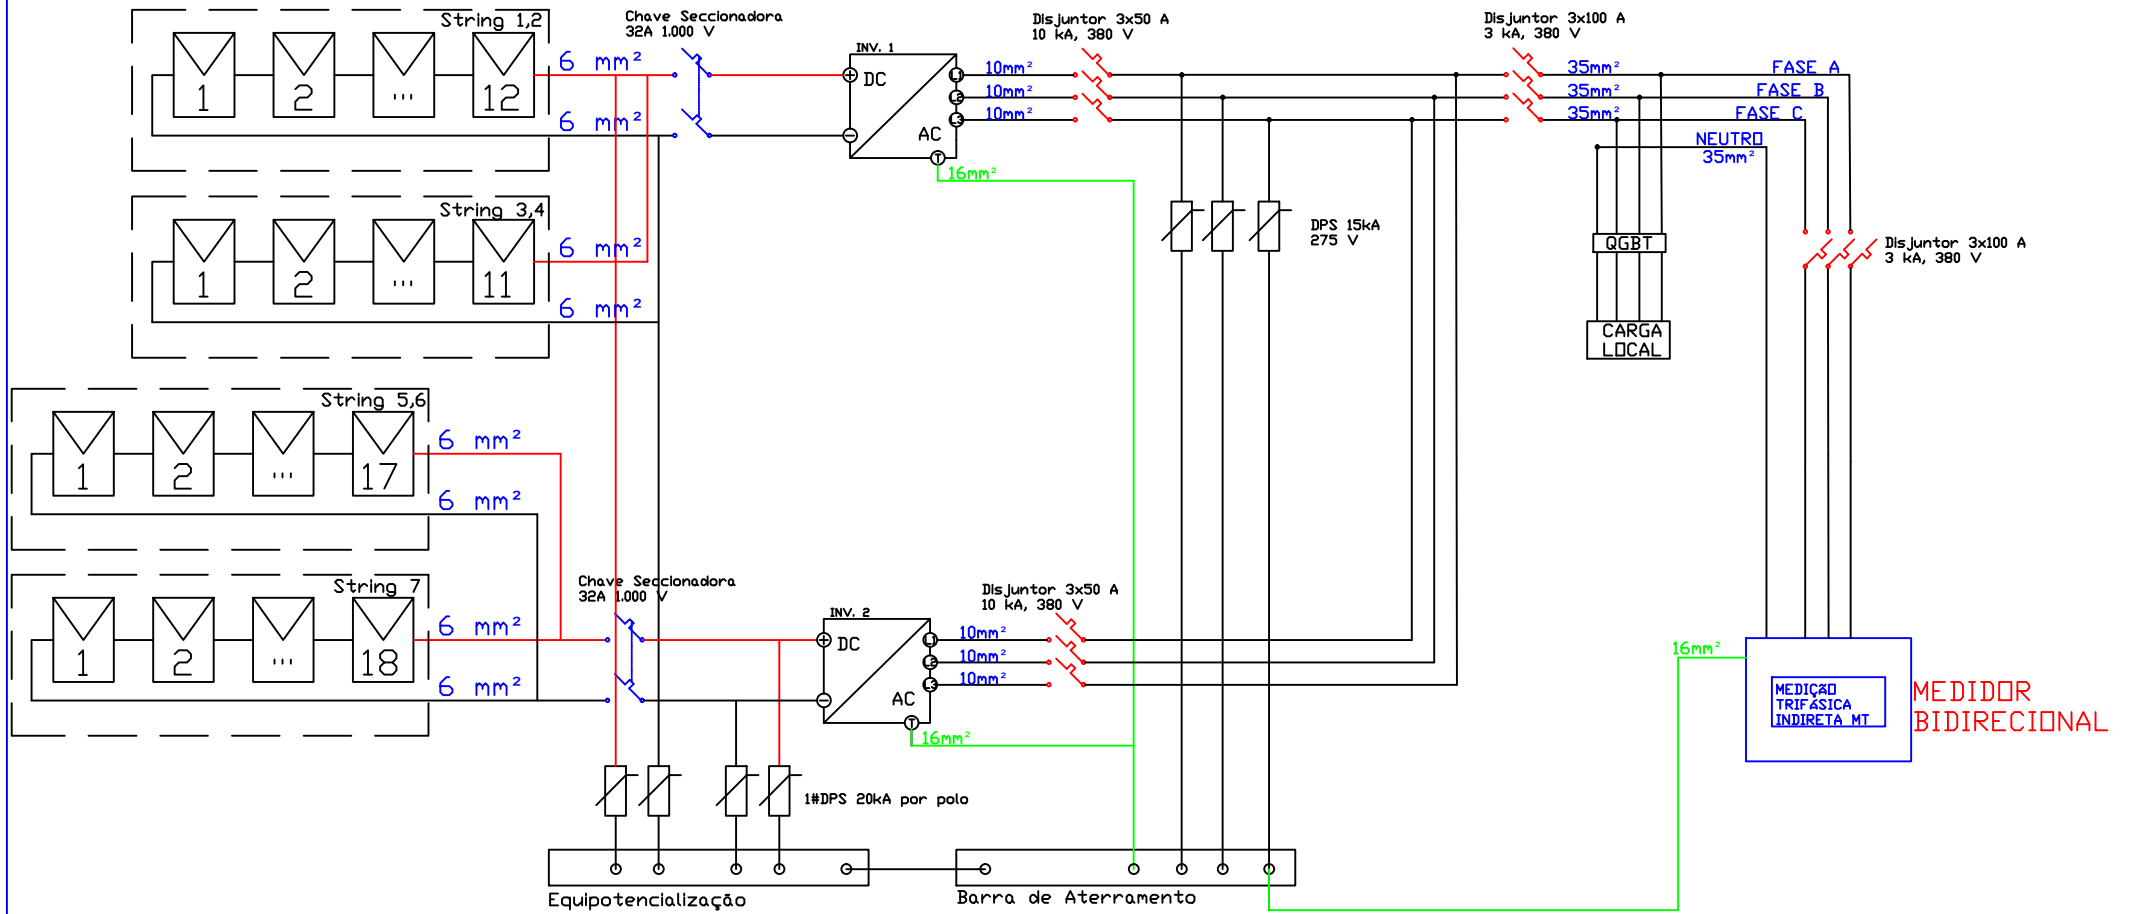 String 1,2
1
2
...
12
6 mm²
6 mm²
Chave Seccionadora
32A 1.000 V
INV. 1
DC
AC
L1
L2
L3
T
16mm²
10mm²
10mm²
10mm²
Disjuntor 3x50 A
10 kA, 380 V
Disjuntor 3x100 A
3 kA, 380 V
35mm²
35mm²
35mm²
FASE A
FASE B
FASE C
NEUTRO
35mm²
String 3,4
1
2
...
11
6 mm²
6 mm²
DPS 15kA
275 V
QGBT
CARGA
LOCAL
Disjuntor 3x100 A
3 kA, 380 V
String 5,6
1
2
...
17
6 mm²
6 mm²
String 7
1
2
...
18
6 mm²
6 mm²
Chave Seccionadora
32A 1.000 V
INV. 2
DC
AC
L1
L2
L3
T
16mm²
10mm²
10mm²
10mm²
Disjuntor 3x50 A
10 kA, 380 V
16mm²
MEDIÇÃO
TRIFÁSICA
INDIRETA MT
MEDIDOR
BIDIRECIONAL
1#DPS 20kA por polo
Equipotencialização
Barra de Aterramento